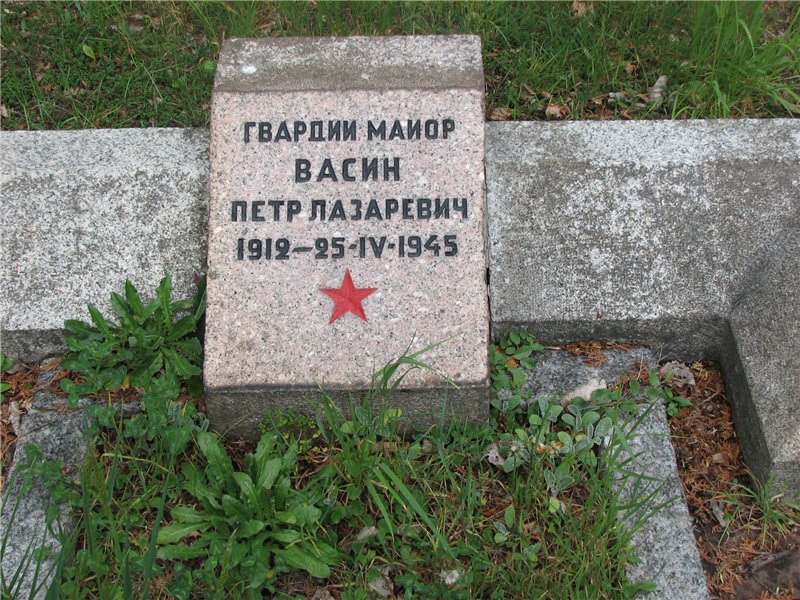 ГВАРДИИ МАИОР
ВАСИН
ПЕТР ЛАЗАРЕВИЧ
1912-25-IV-1945